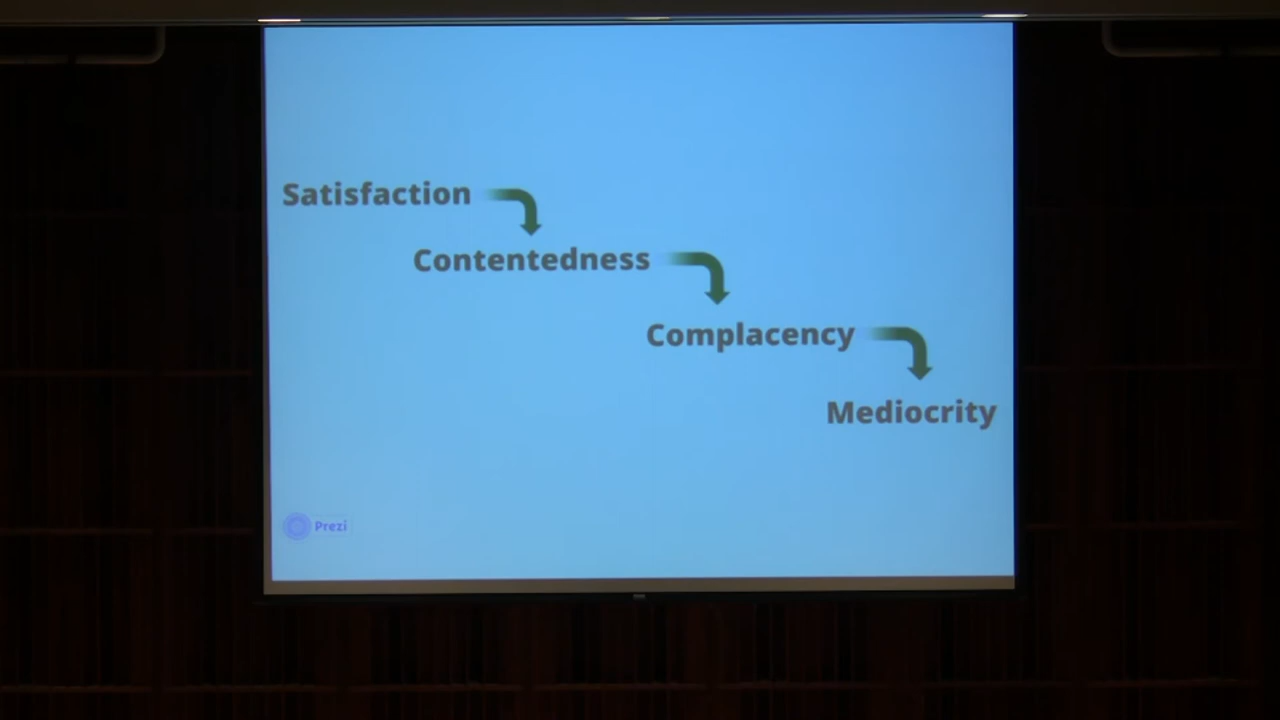 Satisfaction
Contentedness
Complacency
Mediocrity
Prezi